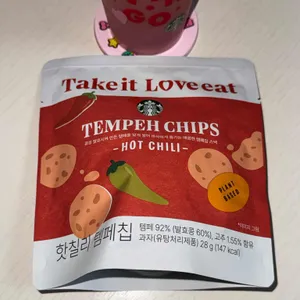 GO!
Take it Love eat
TEMPEH CHIPS
-HOT CHILI-
PLANT
BASED
핫칠리 템페칩
템페 92% (발효콩 60%), 고추 1.55% 함유
과자(유탕처리제품) 28 g (147 kcal)